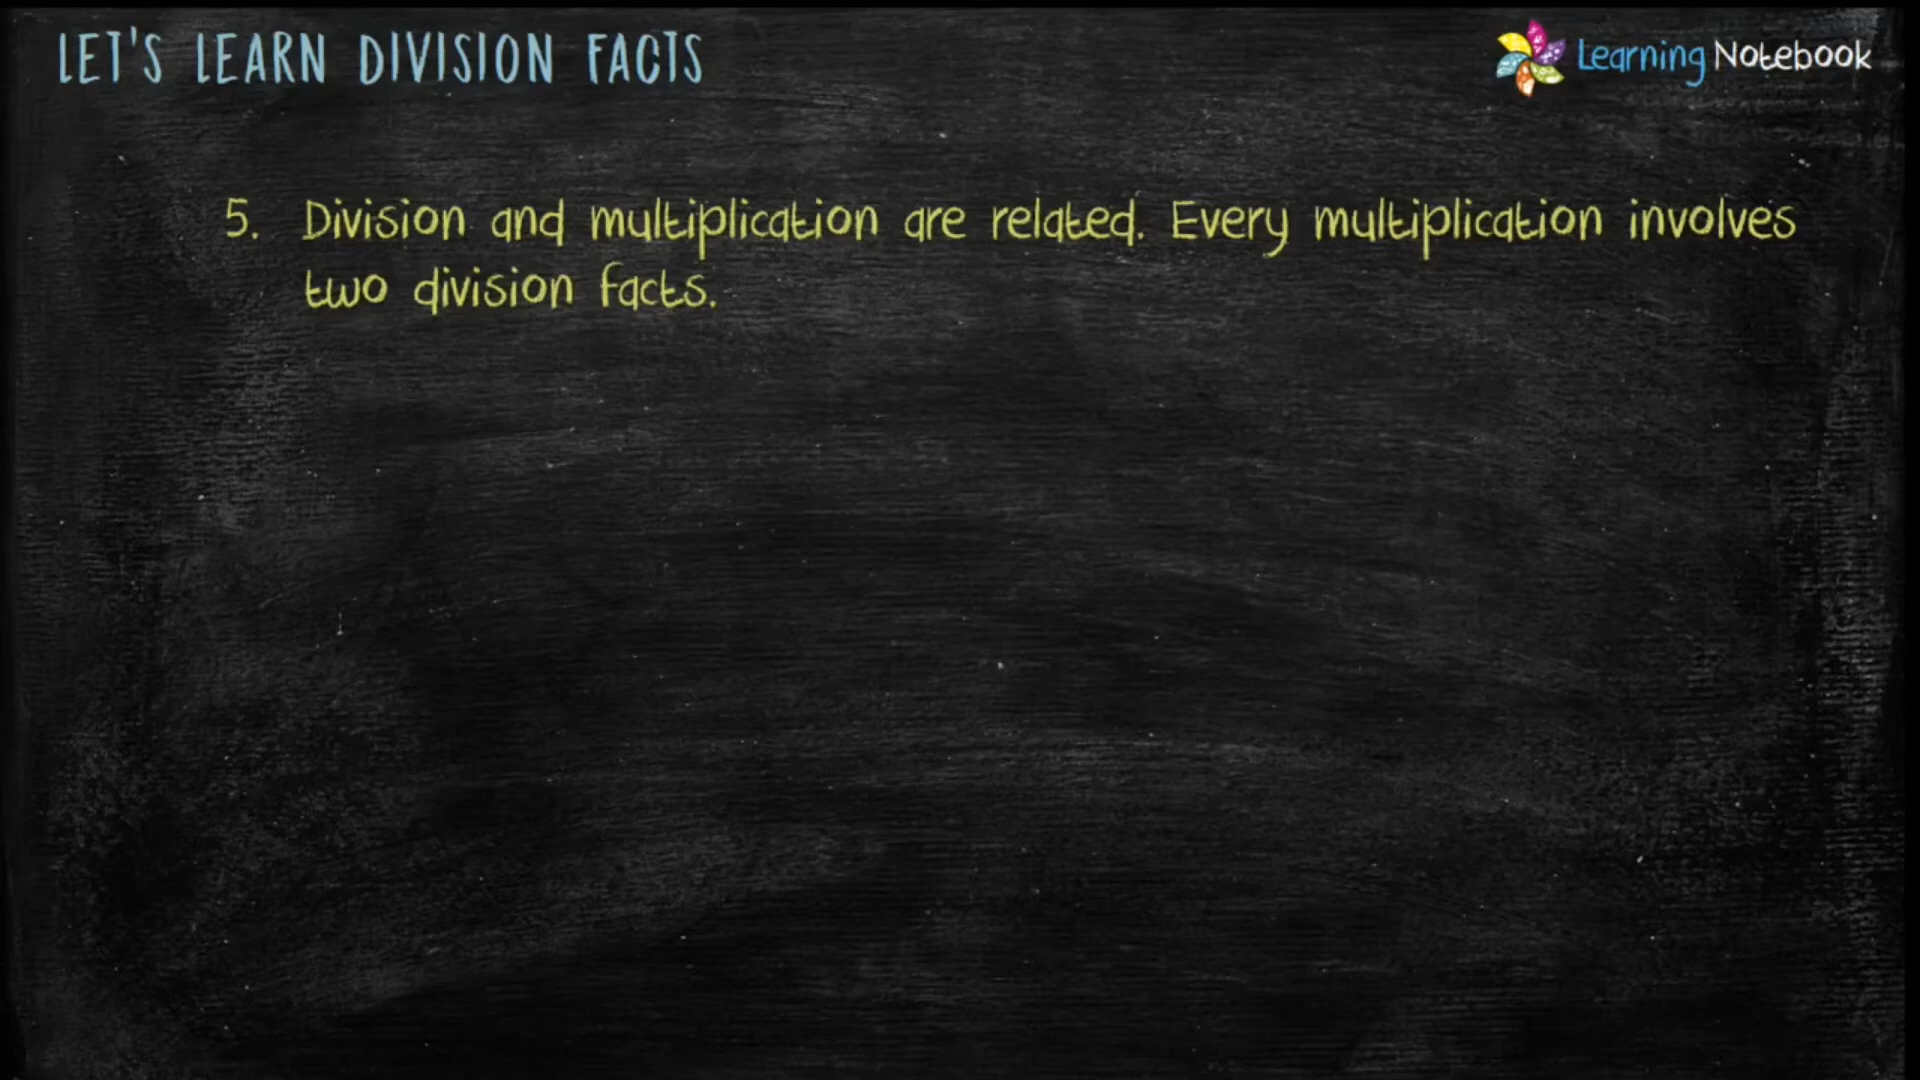 LET'S LEARN DIVISION FACTS
Learning Notebook
5. Division and multiplication are related. Every multiplication involves
two division facts.